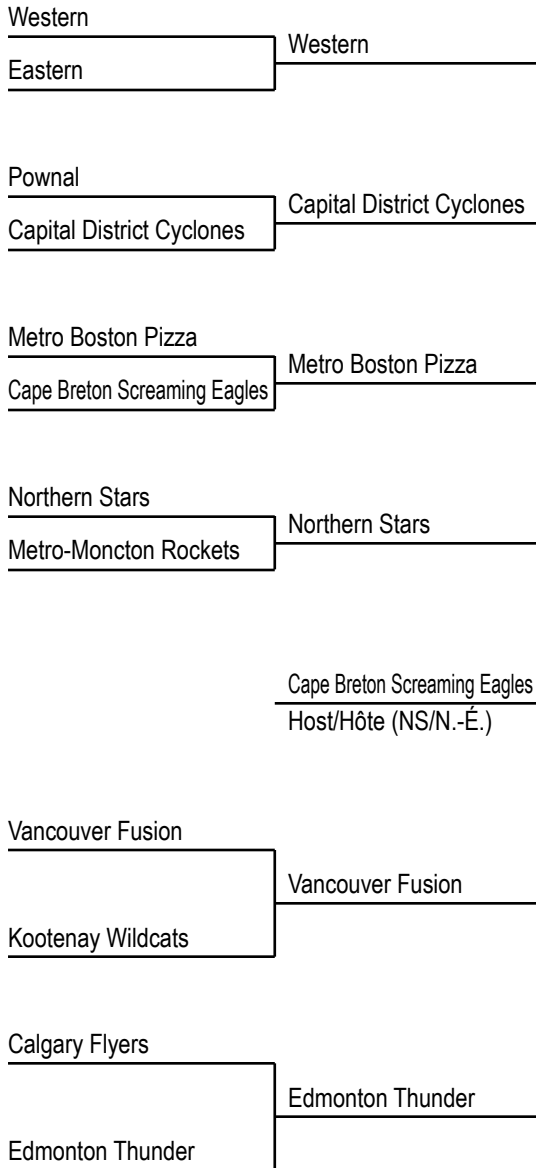 Western
Western
Eastern
Pownal
Capital District Cyclones
Capital District Cyclones
Metro Boston Pizza
Metro Boston Pizza
Cape Breton Screaming Eagles
Northern Stars
Northern Stars
Metro-Moncton Rockets
Cape Breton Screaming Eagles
Host/Hôte (NS/N.-É.)
Vancouver Fusion
Vancouver Fusion
Kootenay Wildcats
Calgary Flyers
Edmonton Thunder
Edmonton Thunder